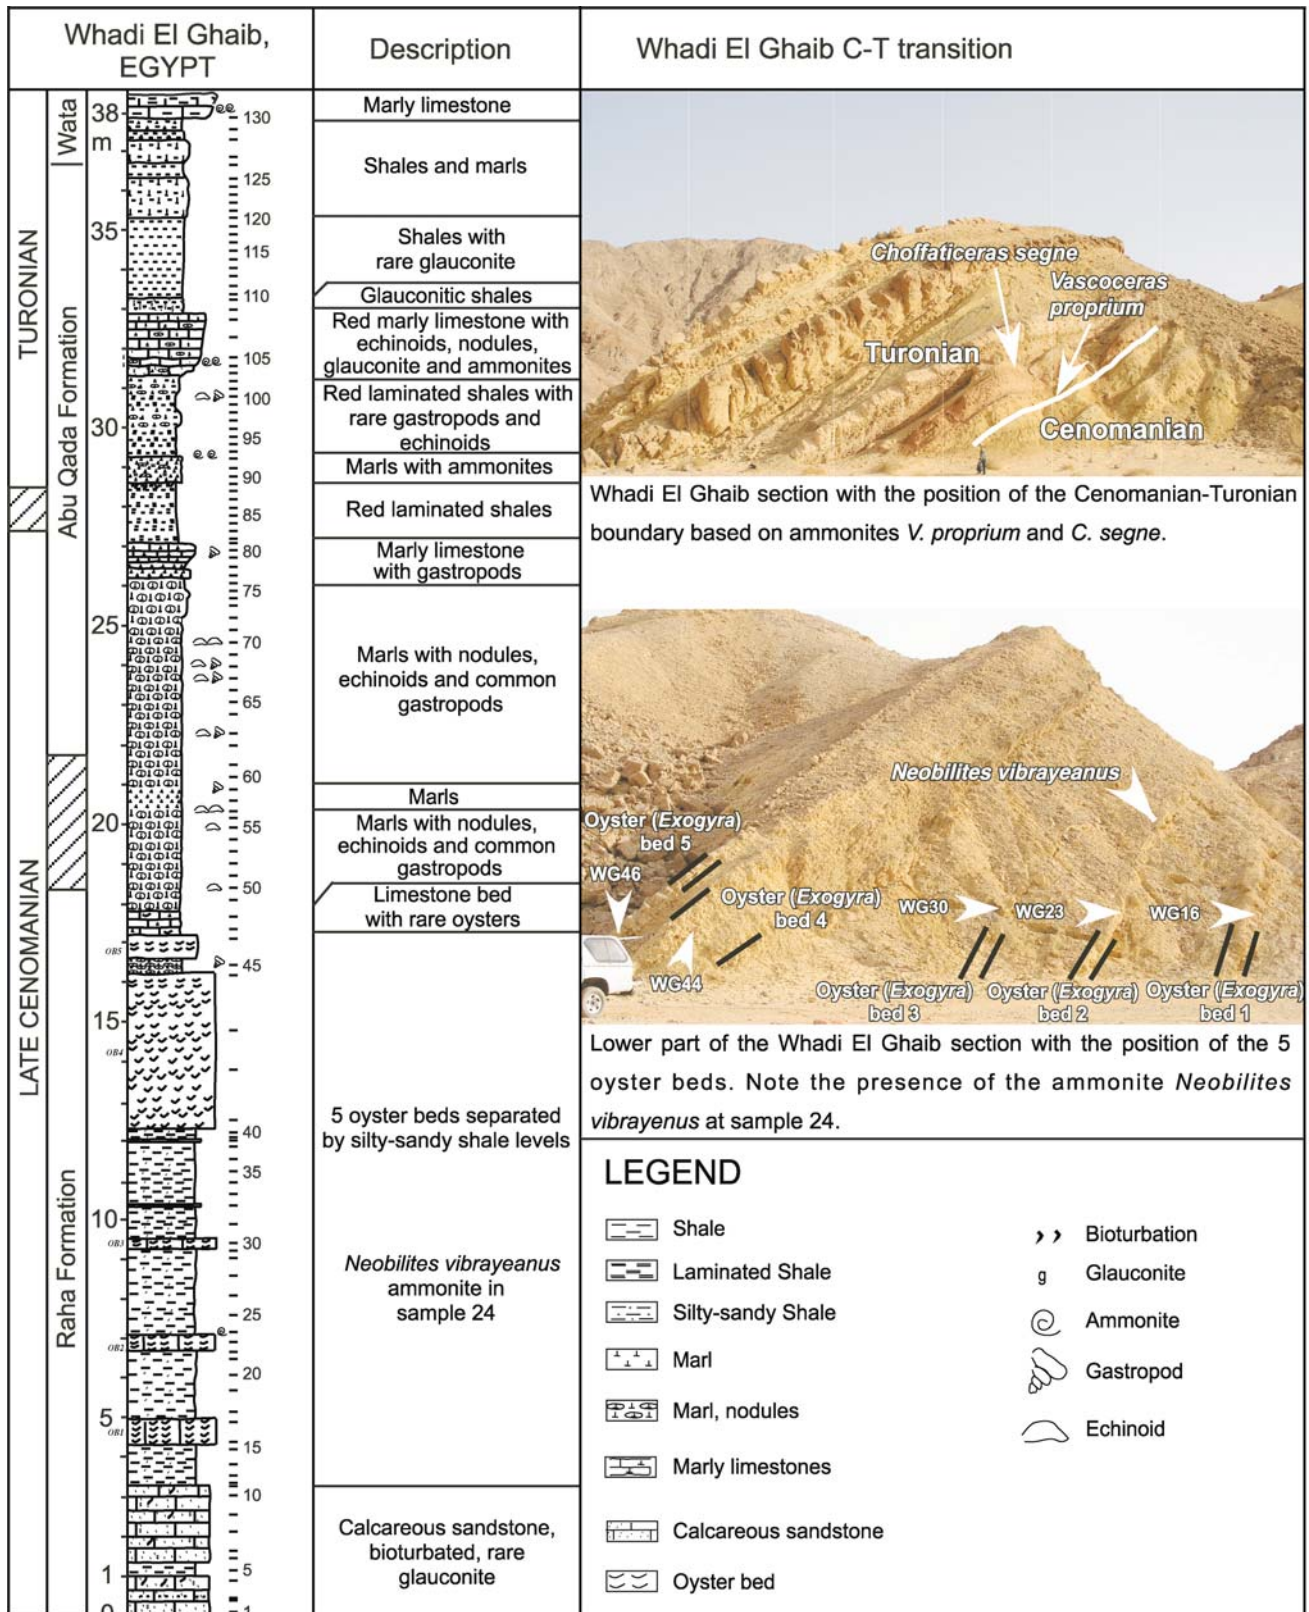 Whadi El Ghaib,
EGYPT
Description
Whadi El Ghaib C-T transition
TURONIAN
LATE CENOMANIAN
Wata
Abu Qada Formation
Raha Formation
38
m
35
30
25
20
15
10
5
1
0
OB5
OB4
OB3
OB2
OB1
130
125
120
115
110
105
100
95
90
85
80
75
70
65
60
55
50
45
40
35
30
25
20
15
10
5
1
Marly limestone
Shales and marls
Shales with
rare glauconite
Glauconitic shales
Red marly limestone with
echinoids, nodules,
glauconite and ammonites
Red laminated shales with
rare gastropods and
echinoids
Marls with ammonites
Red laminated shales
Marly limestone
with gastropods
Marls with nodules,
echinoids and common
gastropods
Marls
Marls with nodules,
echinoids and common
gastropods
Limestone bed
with rare oysters
5 oyster beds separated
by silty-sandy shale levels
Neobilites vibrayeanus
ammonite in
sample 24
Calcareous sandstone,
bioturbated, rare
glauconite
Choffaticeras segne
Vascoceras
proprium
Turonian
Cenomanian
Whadi El Ghaib section with the position of the Cenomanian-Turonian
boundary based on ammonites V. proprium and C. segne.
Neobilites vibrayeanus
Oyster (Exogyra)
bed 5
WG46
Oyster (Exogyra)
bed 4
WG44
WG30
WG23
WG16
Oyster (Exogyra)
bed 3
Oyster (Exogyra)
bed 2
Oyster (Exogyra)
bed 1
Lower part of the Whadi El Ghaib section with the position of the 5
oyster beds. Note the presence of the ammonite Neobilites
vibrayenus at sample 24.
LEGEND
Shale
Laminated Shale
Silty-sandy Shale
Marl
Marl, nodules
Marly limestones
Calcareous sandstone
Oyster bed
Bioturbation
g Glauconite
Ammonite
Gastropod
Echinoid